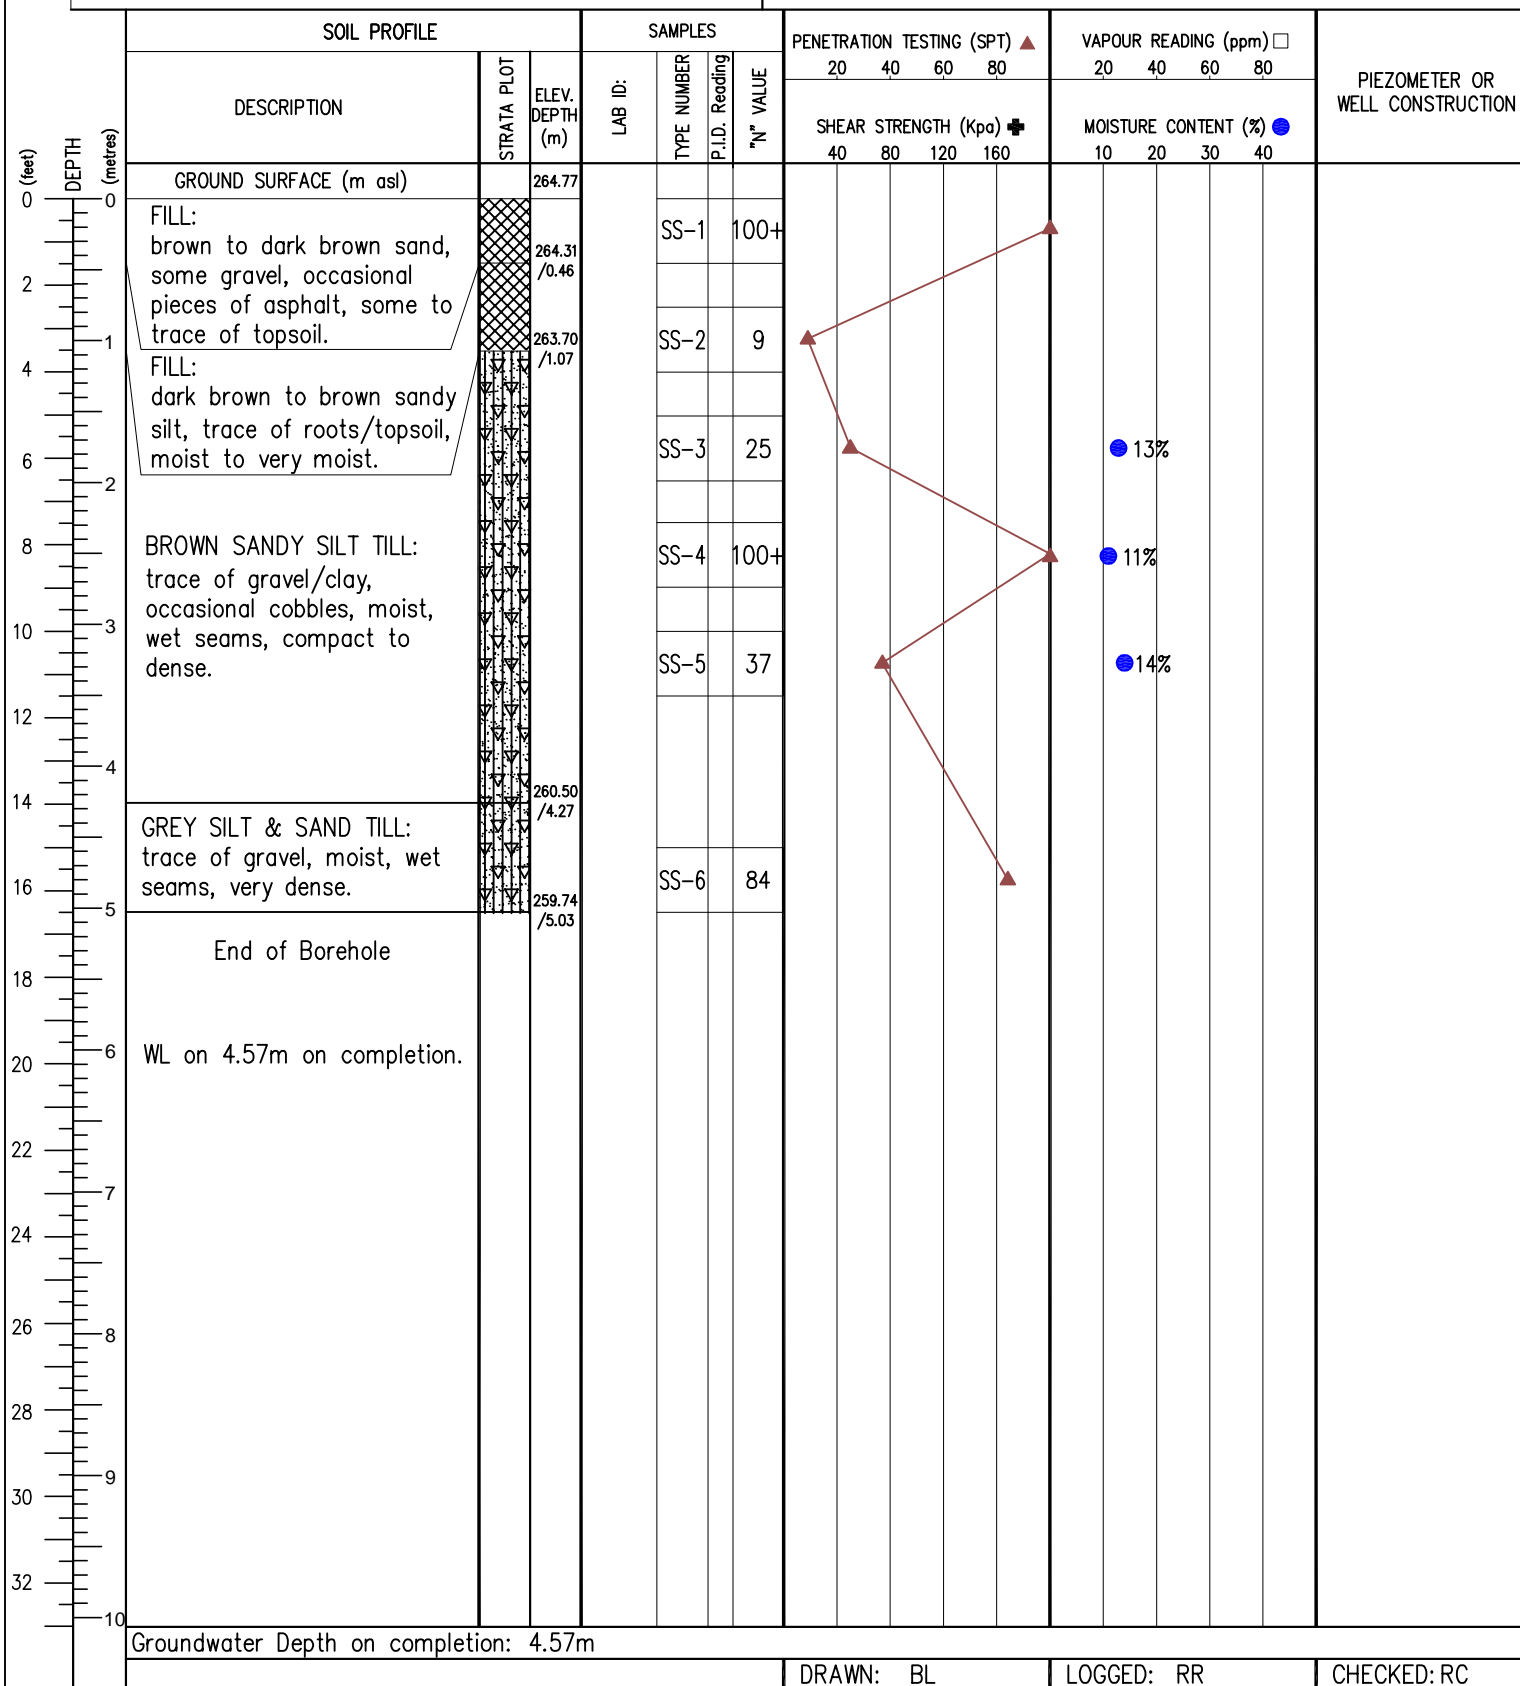 SOIL PROFILE
SAMPLES
PENETRATION TESTING (SPT)
20 40 60 80
SHEAR STRENGTH (Kpa)
40 80 120 160
VAPOUR READING (ppm)
20 40 60 80
MOISTURE CONTENT (%)
10 20 30 40
PIEZOMETER OR
WELL CONSTRUCTION
(feet)
DEPTH
(metres)
DESCRIPTION
STRATA PLOT
ELEV.
DEPTH
(m)
LAB ID:
TYPE NUMBER
P.I.D. Reading
"N" VALUE
GROUND SURFACE (m asl) 264.77
FILL:
brown to dark brown sand,
some gravel, occasional
pieces of asphalt, some to
trace of topsoil.
264.31
/0.46
SS-1 100+
FILL:
dark brown to brown sandy
silt, trace of roots/topsoil,
moist to very moist.
263.70
/1.07
SS-2 9
SS-3 25
13%
BROWN SANDY SILT TILL:
trace of gravel/clay,
occasional cobbles, moist,
wet seams, compact to
dense.
SS-4 100+
11%
SS-5 37
14%
260.50
/4.27
GREY SILT & SAND TILL:
trace of gravel, moist, wet
seams, very dense.
SS-6 84
259.74
/5.03
End of Borehole
WL on 4.57m on completion.
0
2
4
6
8
10
12
14
16
18
20
22
24
26
28
30
32
0
1
2
3
4
5
6
7
8
9
10
Groundwater Depth on completion: 4.57m
DRAWN: BL
LOGGED: RR
CHECKED: RC